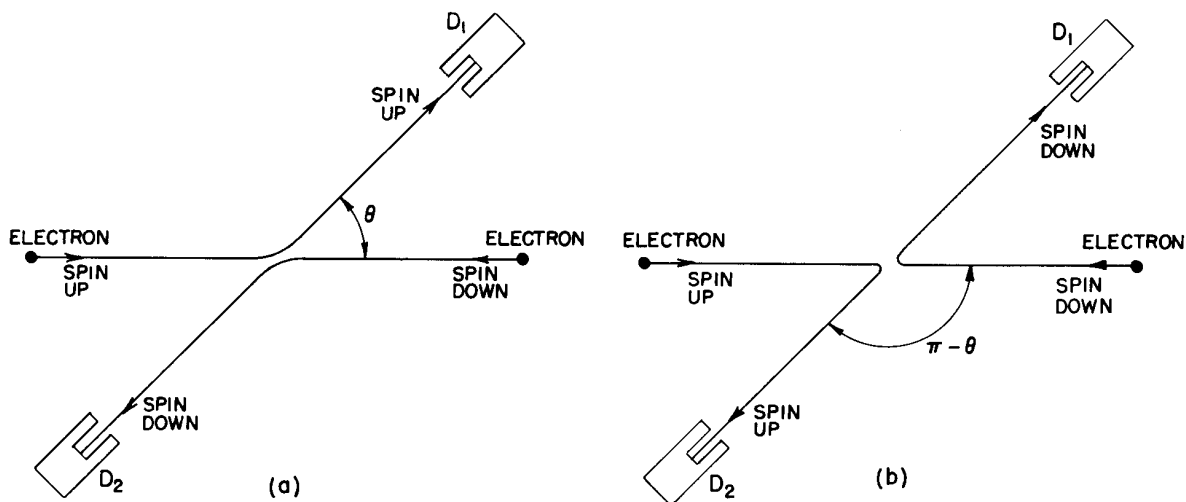 D₁
SPIN
UP
θ
ELECTRON
SPIN
UP
ELECTRON
SPIN
DOWN
SPIN
DOWN
D₂
(a)
D₁
SPIN
DOWN
ELECTRON
SPIN
UP
ELECTRON
SPIN
DOWN
π – θ
SPIN
UP
D₂
(b)